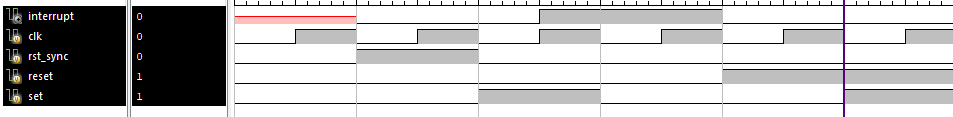 interrupt 0
clk 0
rst_sync 0
reset 1
set 1